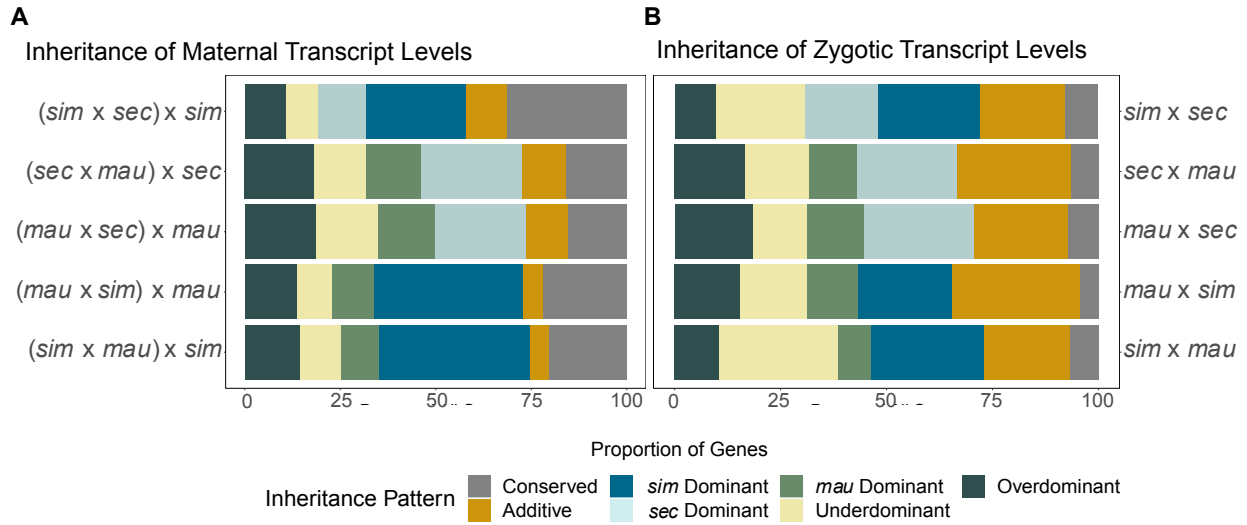 A
B
Inheritance of Maternal Transcript Levels
Inheritance of Zygotic Transcript Levels
(sim x sec) x sim
(sec x mau) x sec
(mau x sec) x mau
(mau x sim) x mau
(sim x mau) x sim
sim x sec
sec x mau
mau x sec
mau x sim
sim x mau
0 25 50 75 100
0 25 50 75 100
Proportion of Genes
Inheritance Pattern
Conserved
Additive
sim Dominant
sec Dominant
mau Dominant
Underdominant
Overdominant